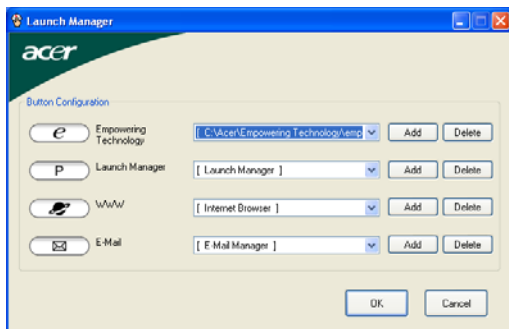 Launch Manager
acer
Button Configuration
e Empowering Technology [ C:\Acer\Empowering Technology\emp Add Delete
P Launch Manager [ Launch Manager ] Add Delete
WWW [ Internet Browser ] Add Delete
E-Mail [ E-Mail Manager ] Add Delete
OK Cancel